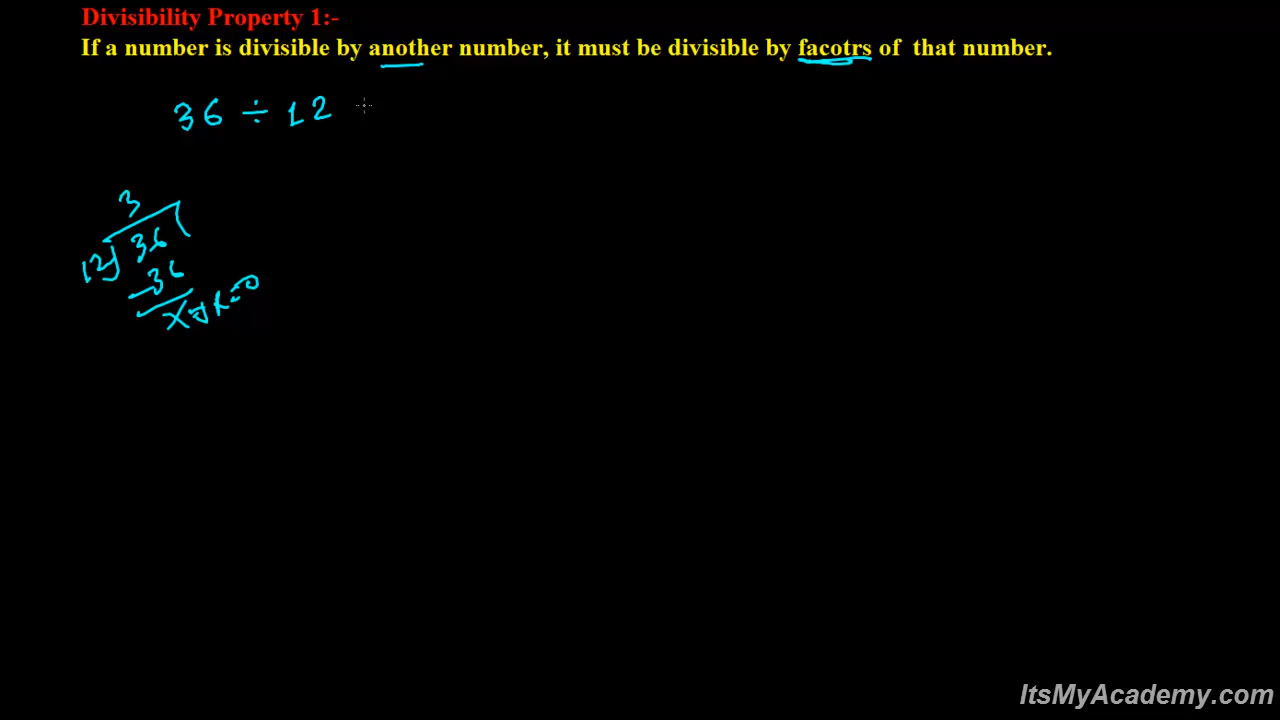 Divisibility Property 1:-
If a number is divisible by another number, it must be divisible by facotrs of that number.
36 ÷ 12
3
12 36
36
R=0
ItsMyAcademy.com